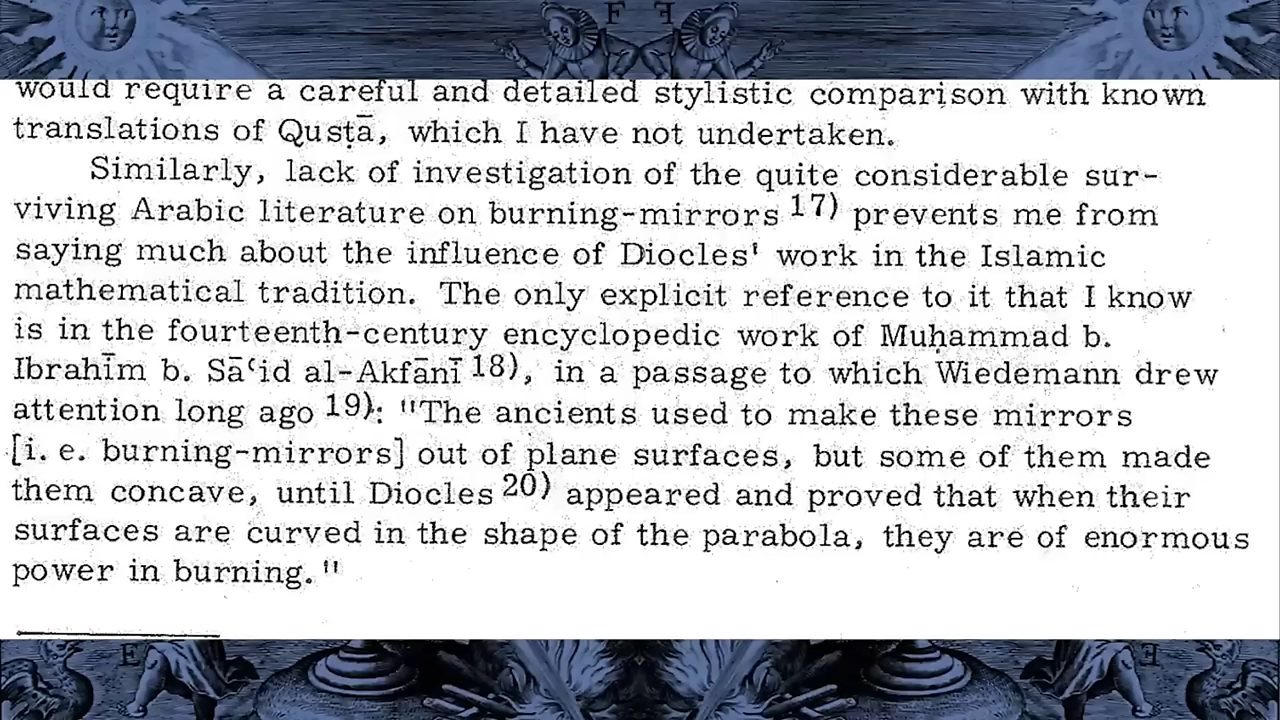 F F
would require a careful and detailed stylistic comparison with known
translations of Qusṭā, which I have not undertaken.
Similarly, lack of investigation of the quite considerable sur-
viving Arabic literature on burning-mirrors 17) prevents me from
saying much about the influence of Diocles' work in the Islamic
mathematical tradition. The only explicit reference to it that I know
is in the fourteenth-century encyclopedic work of Muḥammad b.
Ibrahīm b. Sāʿid al-Akfānī 18), in a passage to which Wiedemann drew
attention long ago 19): "The ancients used to make these mirrors
[i. e. burning-mirrors] out of plane surfaces, but some of them made
them concave, until Diocles 20) appeared and proved that when their
surfaces are curved in the shape of the parabola, they are of enormous
power in burning."
E E